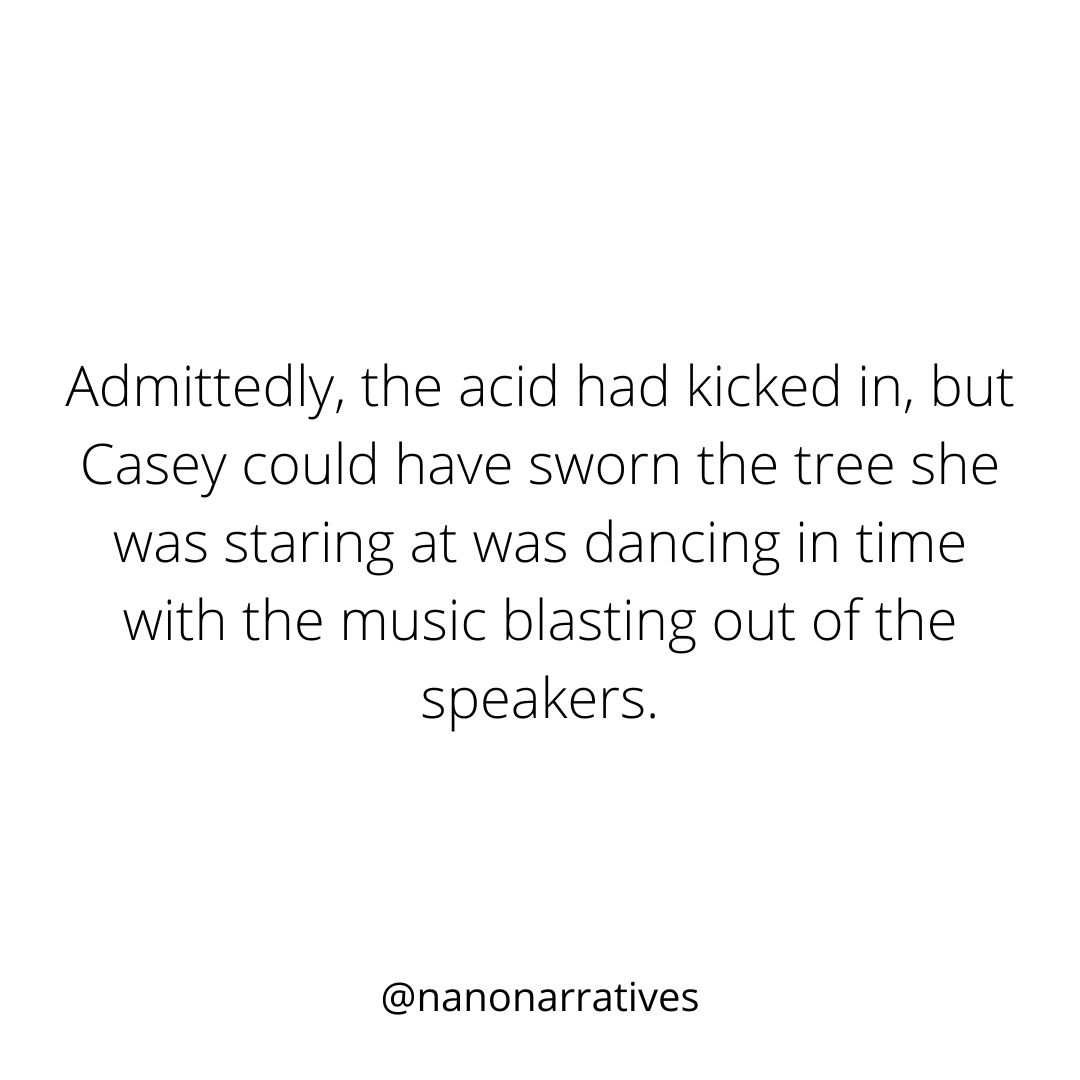 Admittedly, the acid had kicked in, but
Casey could have sworn the tree she
was staring at was dancing in time
with the music blasting out of the
speakers.
@nanonarratives